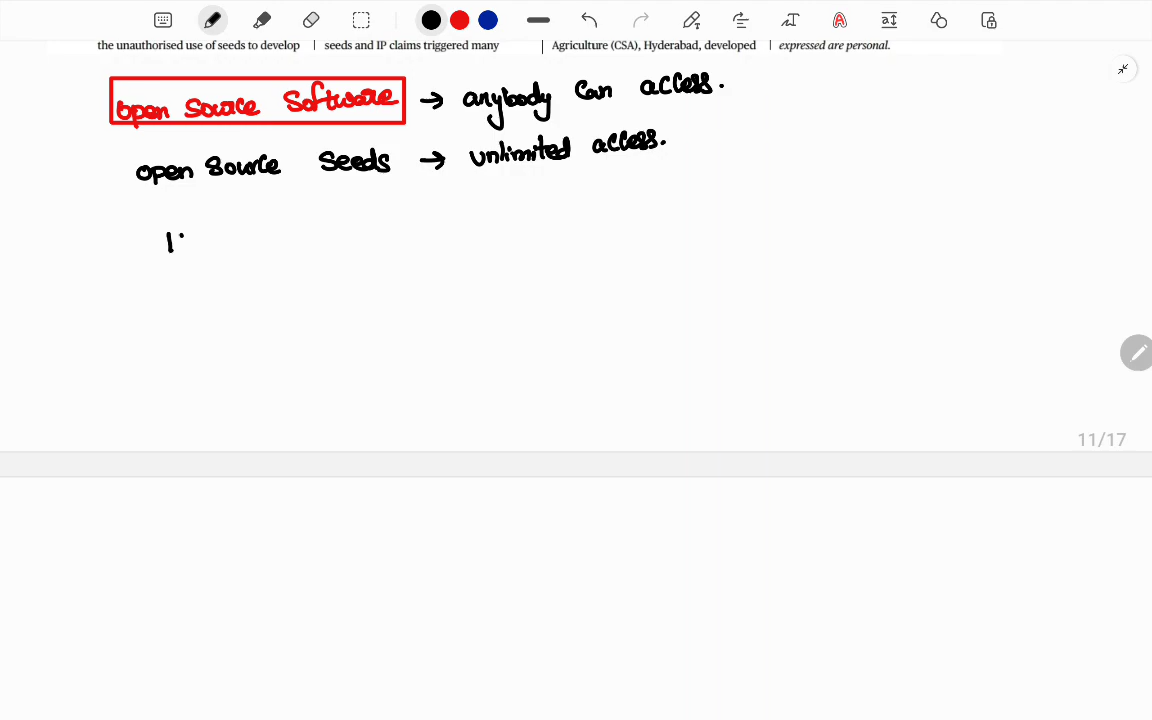 the unauthorised use of seeds to develop
seeds and IP claims triggered many
Agriculture (CSA), Hyderabad, developed
expressed are personal.
open source software → anybody can access.
open source seeds → unlimited access.
1.
11/17